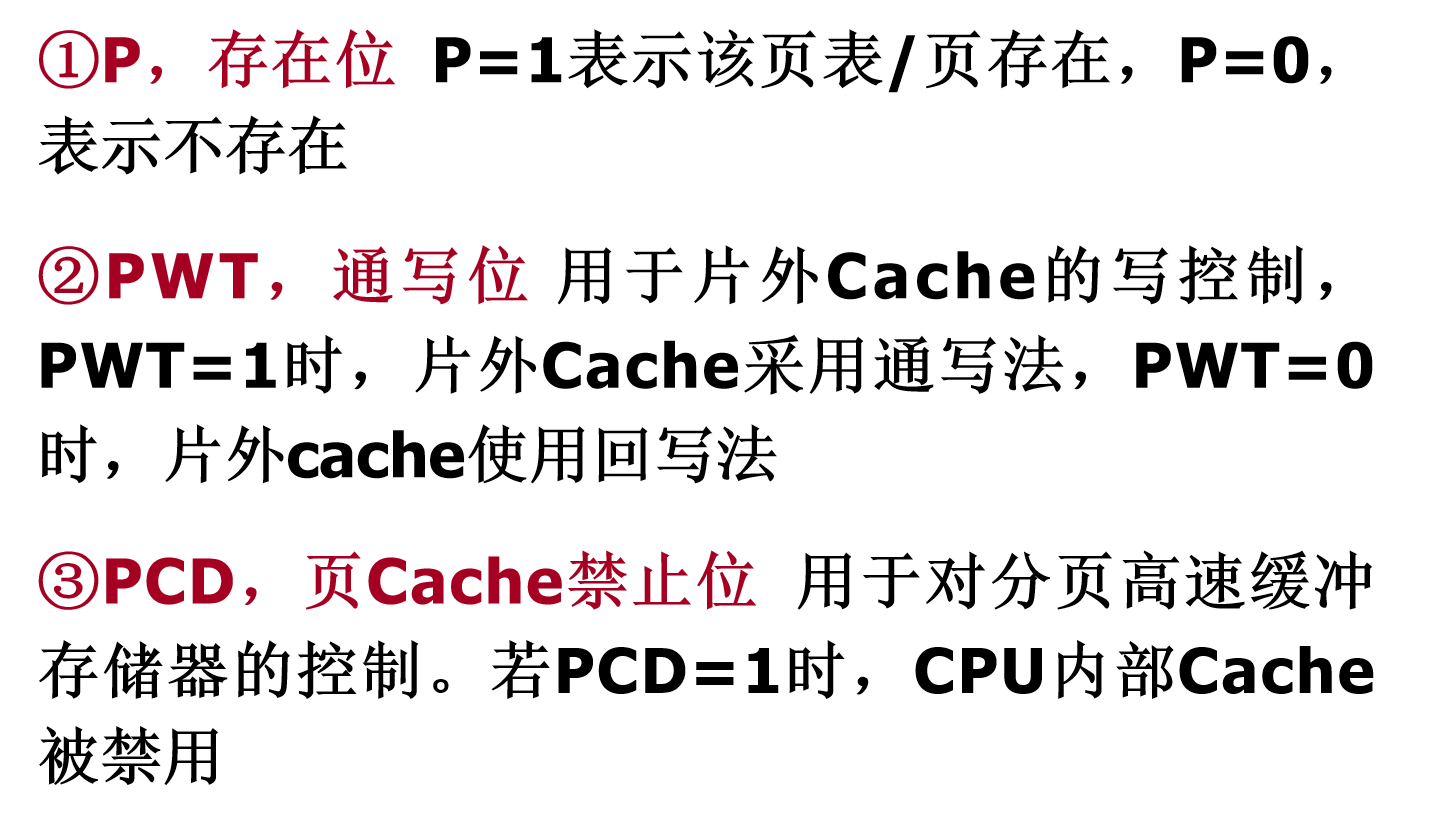 ①P，存在位 P=1表示该页表/页存在，P=0，
表示不存在
②PWT，通写位 用于片外Cache的写控制，
PWT=1时，片外Cache采用通写法，PWT=0
时，片外cache使用回写法
③PCD，页Cache禁止位 用于对分页高速缓冲
存储器的控制。若PCD=1时，CPU内部Cache
被禁用